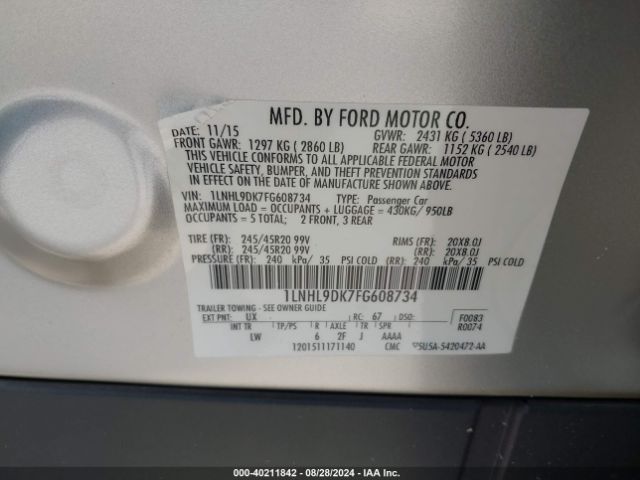 MFD. BY FORD MOTOR CO.
DATE: 11/15 GVWR: 2431 KG ( 5360 LB)
FRONT GAWR: 1297 KG ( 2860 LB) REAR GAWR: 1152 KG ( 2540 LB)
THIS VEHICLE CONFORMS TO ALL APPLICABLE FEDERAL MOTOR
VEHICLE SAFETY, BUMPER, AND THEFT PREVENTION STANDARDS
IN EFFECT ON THE DATE OF MANUFACTURE SHOWN ABOVE.
VIN: 1LNHL9DK7FG608734 TYPE: Passenger Car
MAXIMUM LOAD = OCCUPANTS + LUGGAGE = 430KG/ 950LB
OCCUPANTS = 5 TOTAL; 2 FRONT, 3 REAR
TIRE (FR): 245/45R20 99V RIMS (FR): 20X8.0J
(RR): 245/45R20 99V (RR): 20X8.0J
PRESSURE (FR): 240 kPa/ 35 PSI COLD (RR): 240 kPa/ 35 PSI COLD
1LNHL9DK7FG608734
TRAILER TOWING - SEE OWNER GUIDE
EXT PNT: UX RC: 67 DSO: F0083
INT TR TP/PS R AXLE TR SPR R0074
LW 6 2F J AAAA
1201511171140 CMC 5U5A-5420472-AA
000-40211842 - 08/28/2024 - IAA Inc.